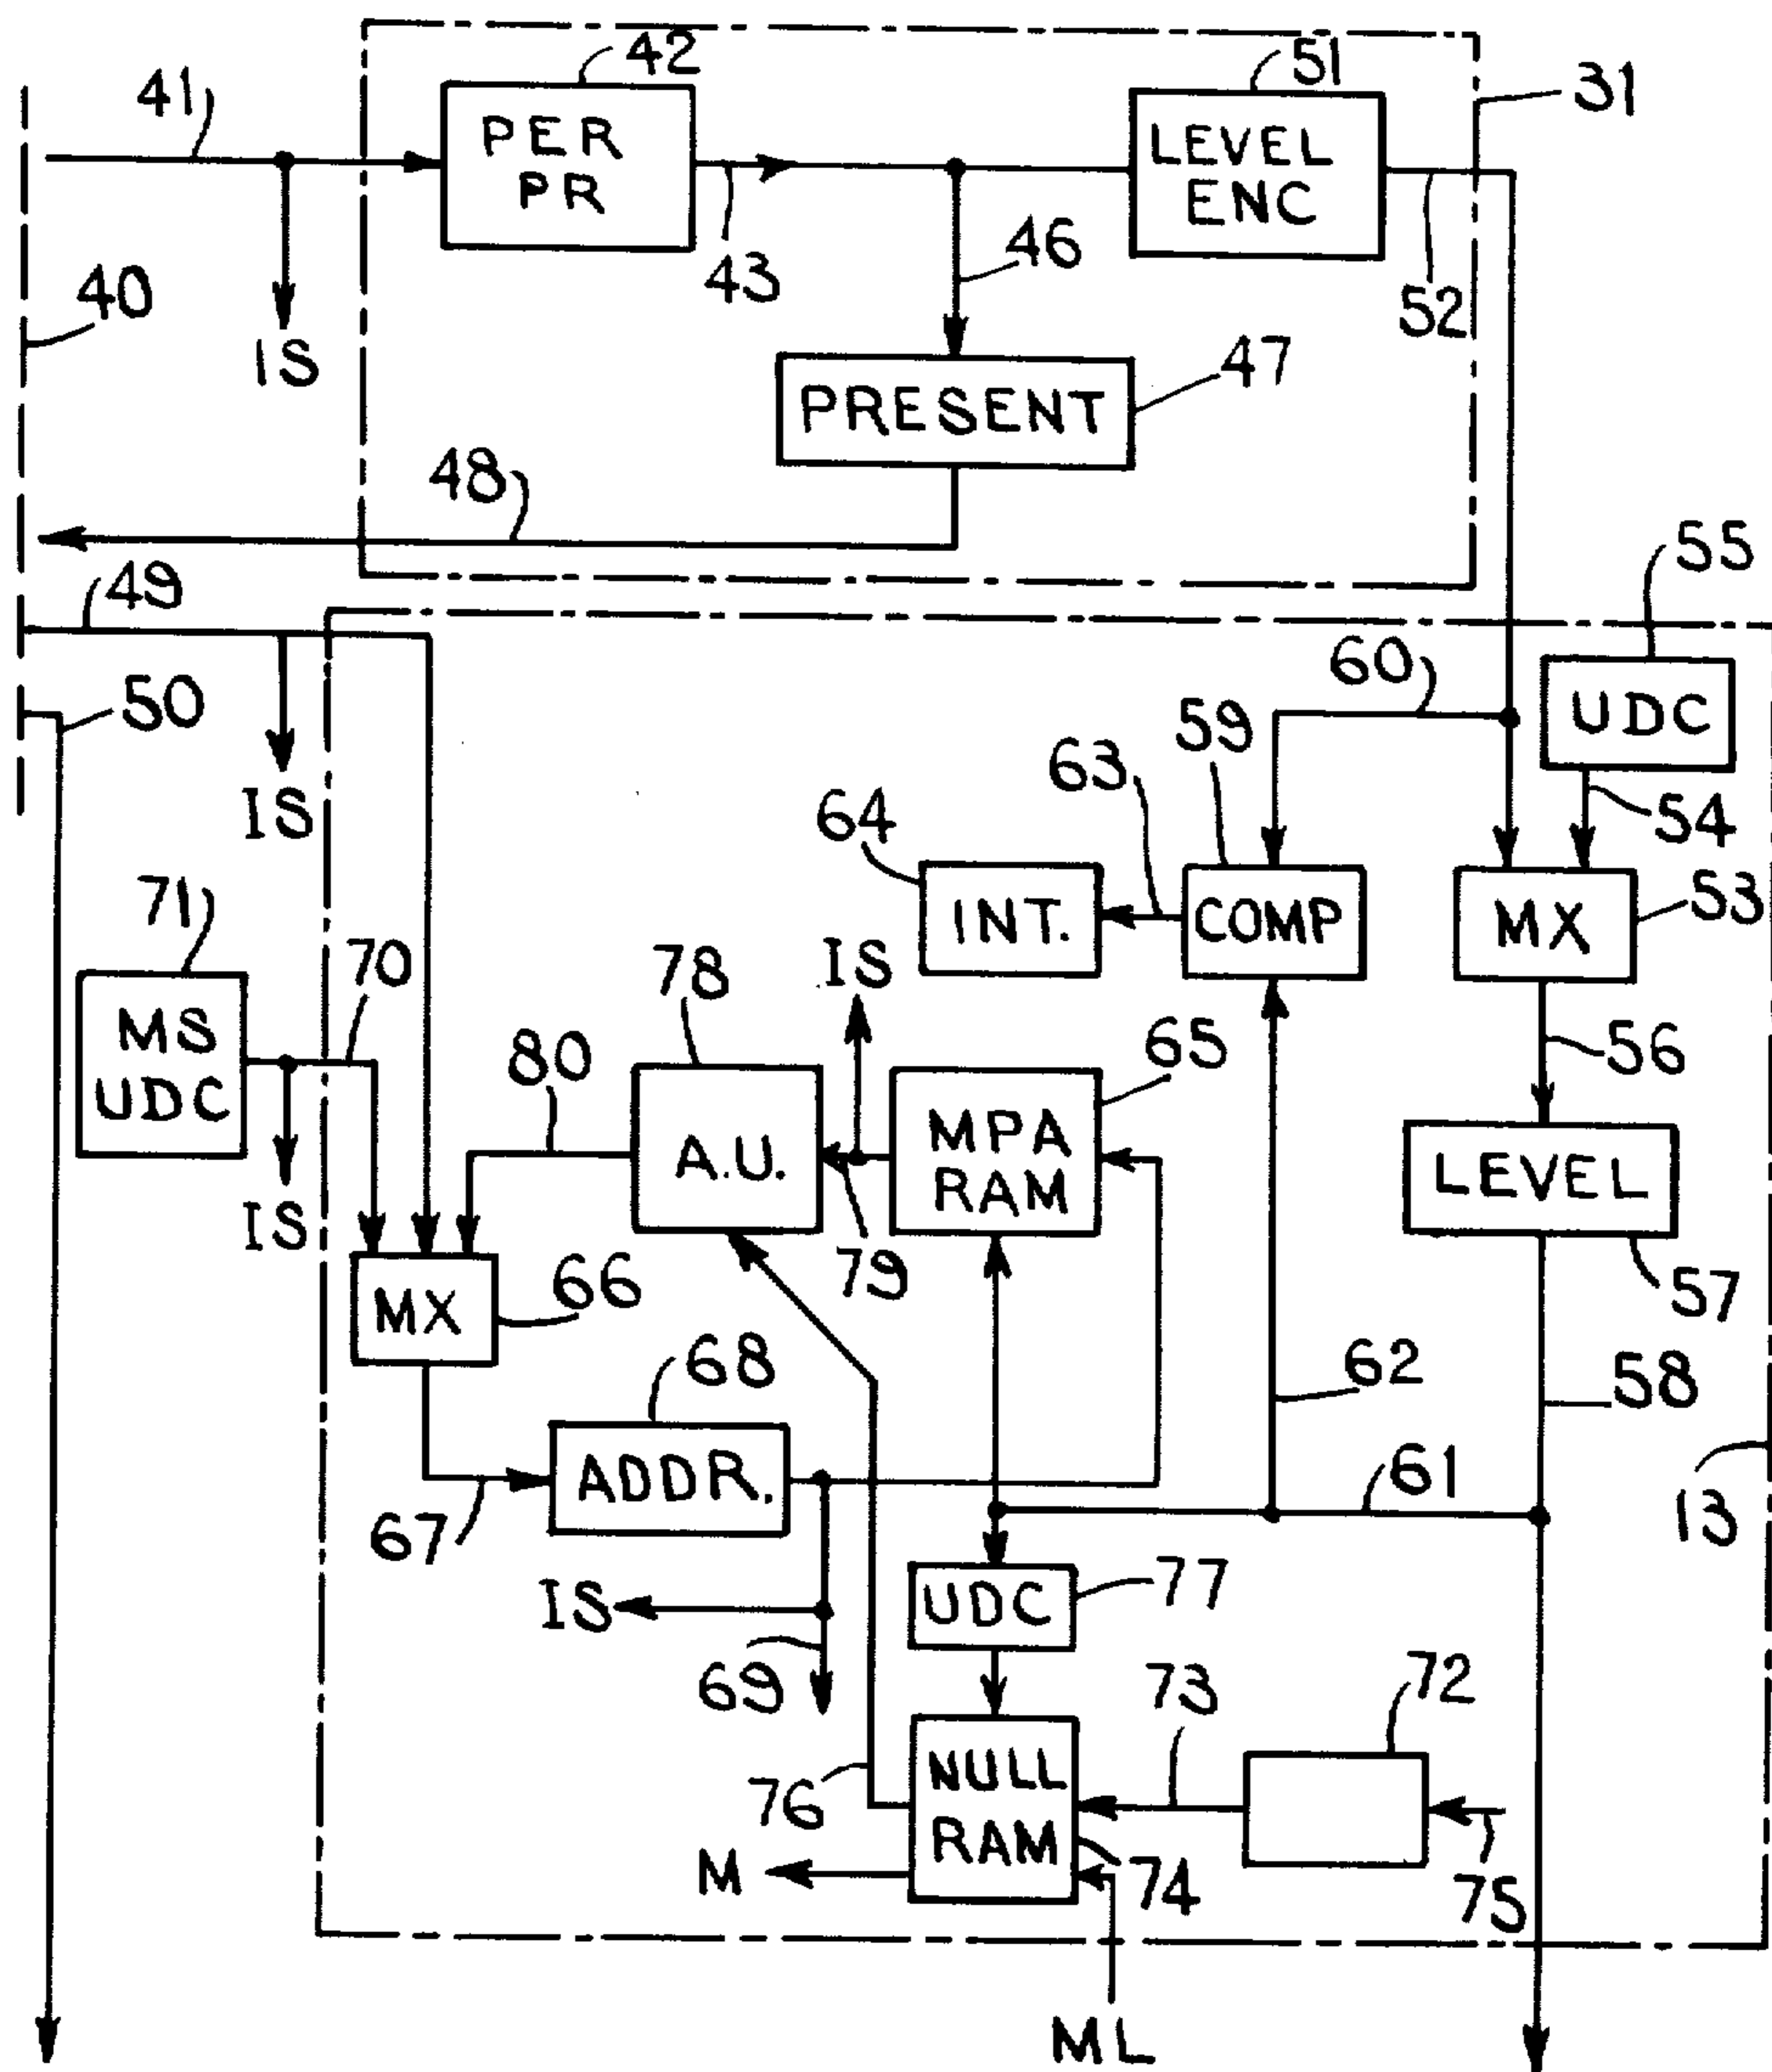 42
51
41
31
PER
PR
LEVEL
ENC
43
46
52
40
IS
47
PRESENT
48
55
49
60
50
UDC
59
63
54
IS
64
71
INT.
COMP
MX
53
IS
78
70
MS
UDC
80
65
56
A.U.
MPA
RAM
LEVEL
IS
79
66
57
MX
68
62
58
ADDR.
61
13
67
77
IS
UDC
69
73
72
NULL
RAM
76
M
74
75
ML